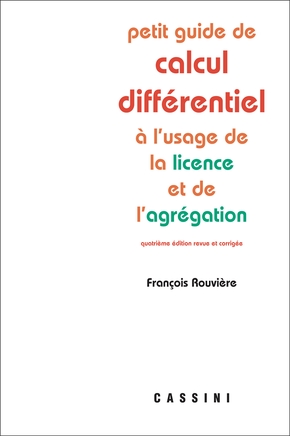 petit guide de
calcul
différentiel
à l'usage de
la licence
et de
l'agrégation
quatrième édition revue et corrigée
François Rouvière
CASSINI